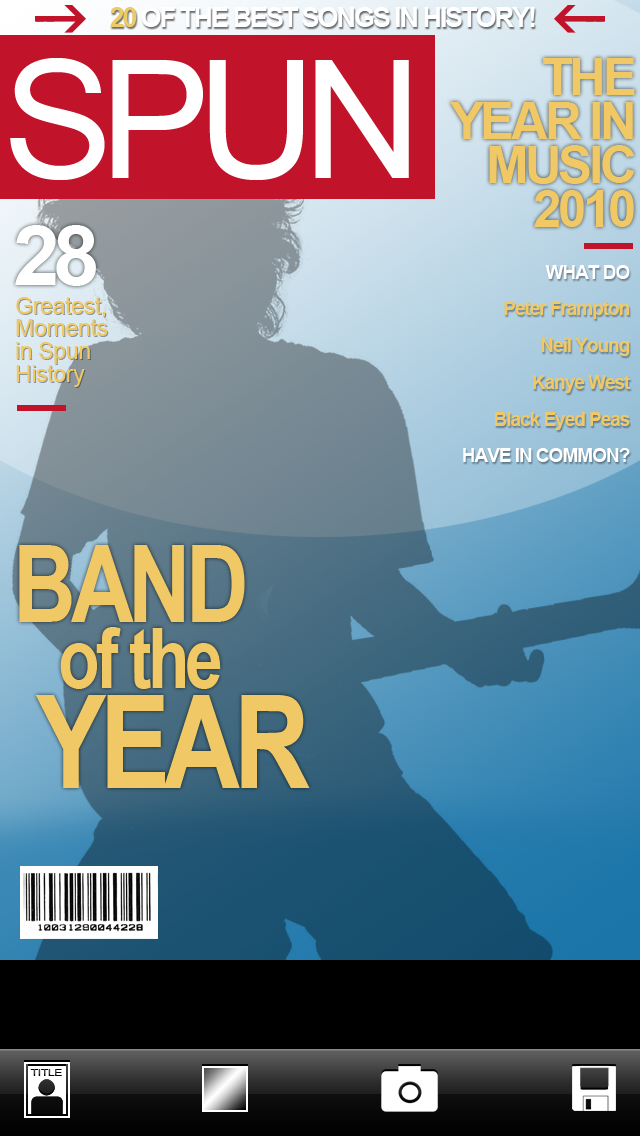 20 OF THE BEST SONGS IN HISTORY!
SPUN
THE
YEAR IN
MUSIC
2010
28
Greatest,
Moments
in Spun
History
WHAT DO
Peter Frampton
Neil Young
Kanye West
Black Eyed Peas
HAVE IN COMMON?
BAND
of the
YEAR
10031290044228
TITLE